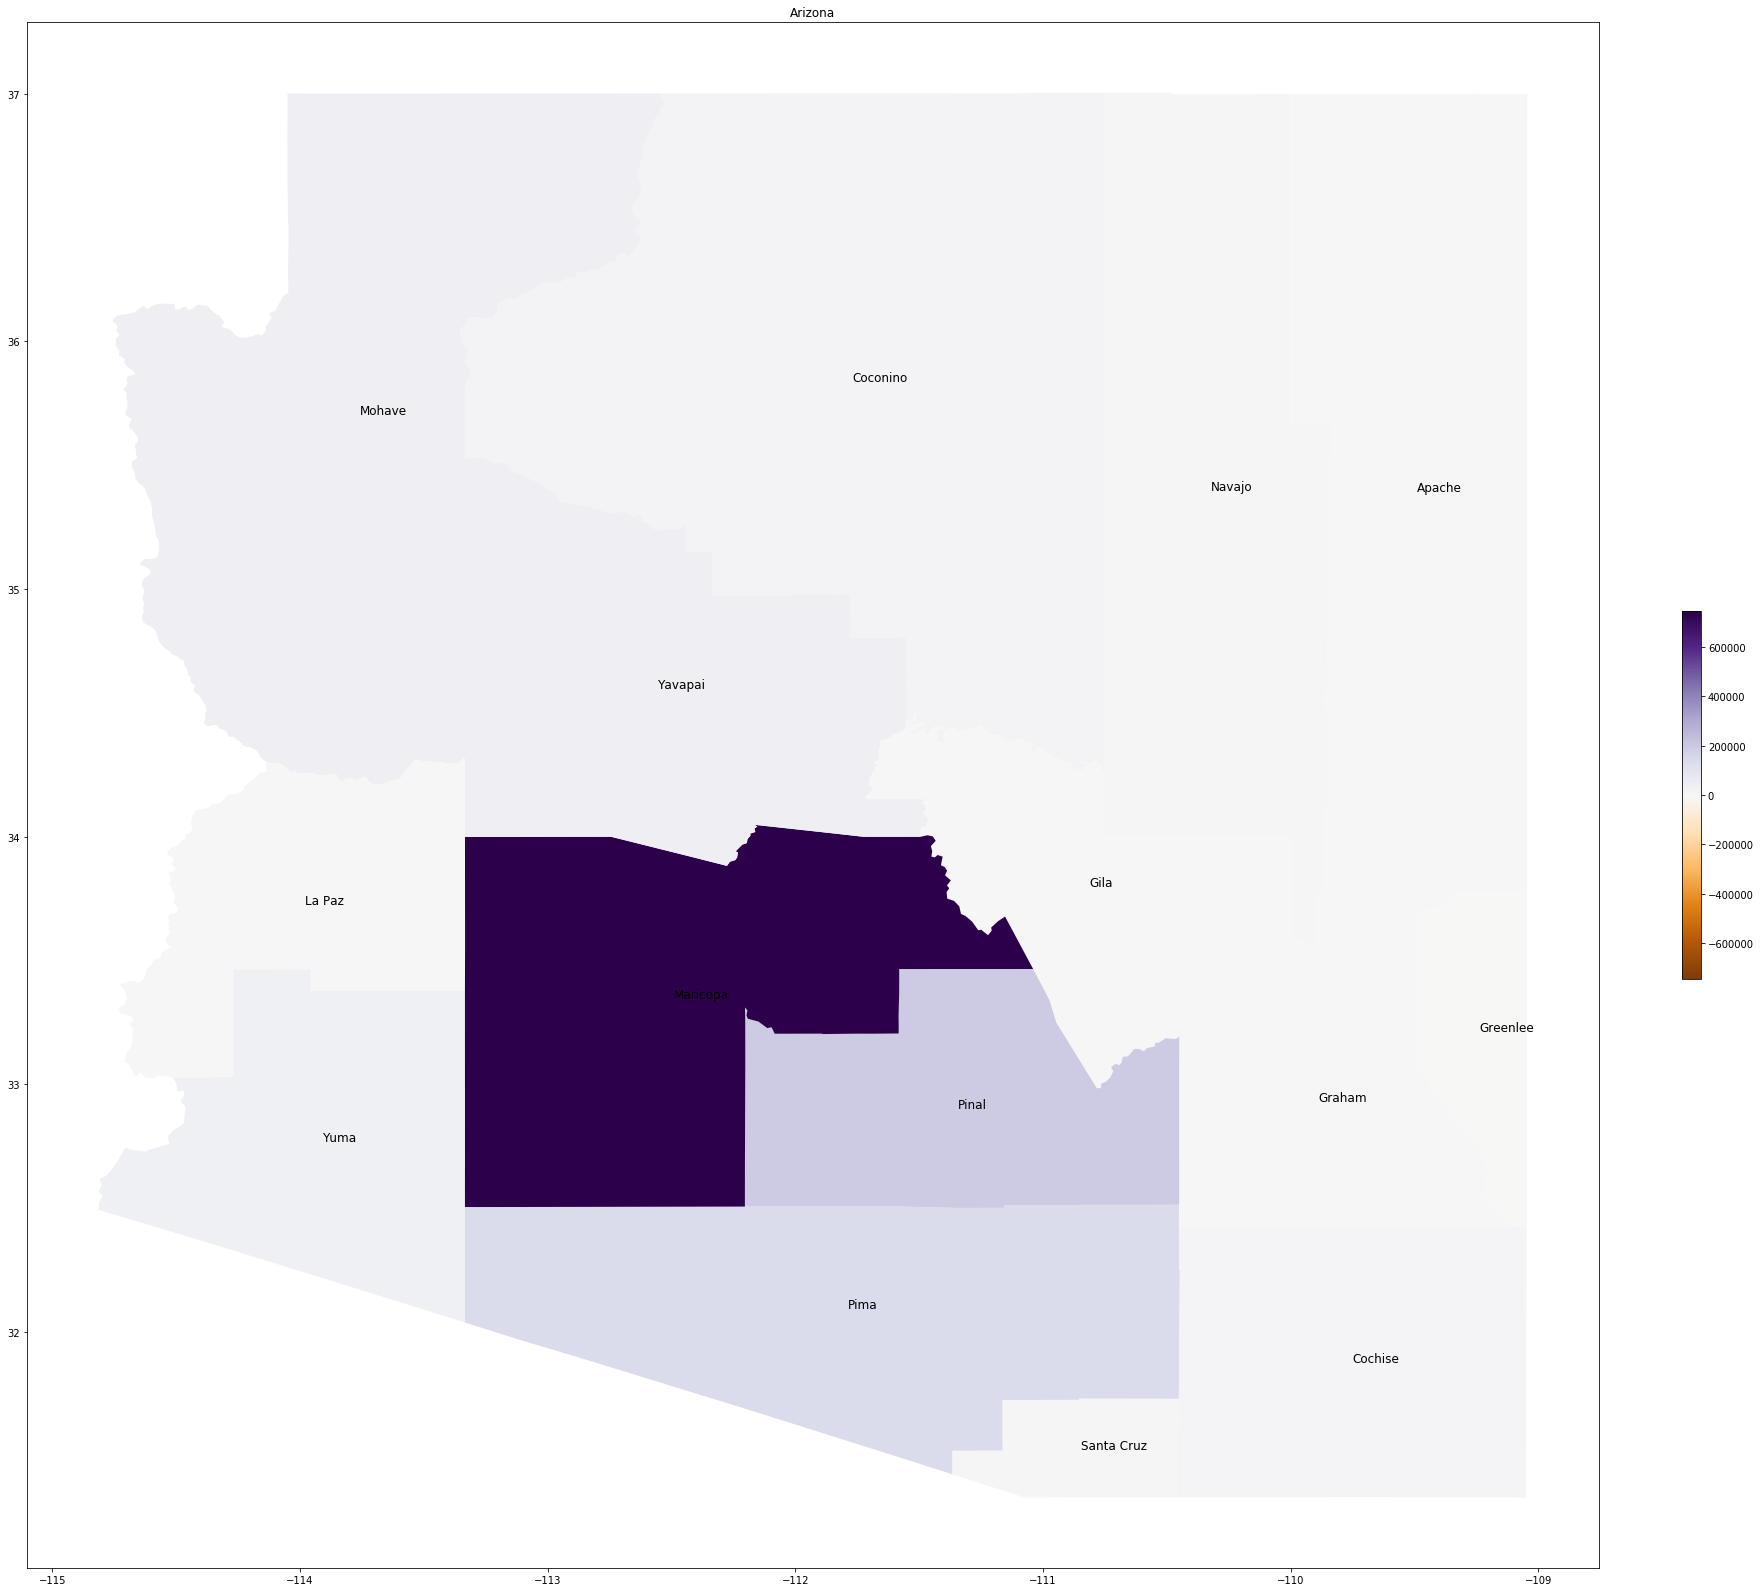 Arizona
37
36
35
34
33
32
Coconino
Mohave
Navajo
Apache
Yavapai
Gila
La Paz
Maricopa
Greenlee
Graham
Pinal
Yuma
Pima
Cochise
Santa Cruz
−115
−114
−113
−112
−111
−110
−109
600000
400000
200000
0
−200000
−400000
−600000